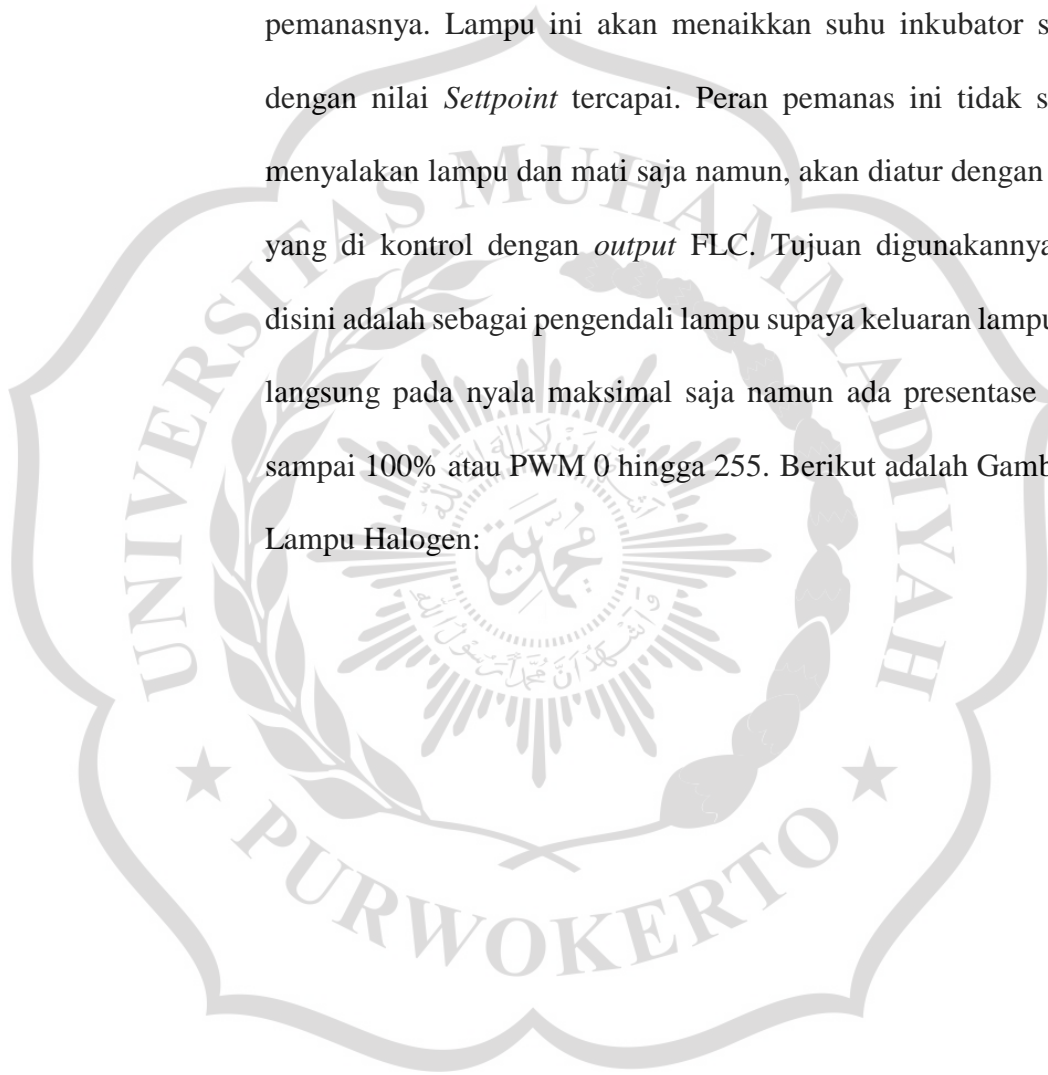 pemanasnya. Lampu ini akan menaikkan suhu inkubator s
dengan nilai Settpoint tercapai. Peran pemanas ini tidak s
menyalakan lampu dan mati saja namun, akan diatur dengan
yang di kontrol dengan output FLC. Tujuan digunakannya
disini adalah sebagai pengendali lampu supaya keluaran lampu
langsung pada nyala maksimal saja namun ada presentase
sampai 100% atau PWM 0 hingga 255. Berikut adalah Gamb
Lampu Halogen:
UNIVERSITAS MUHAMMADIYAH
PURWOKERTO